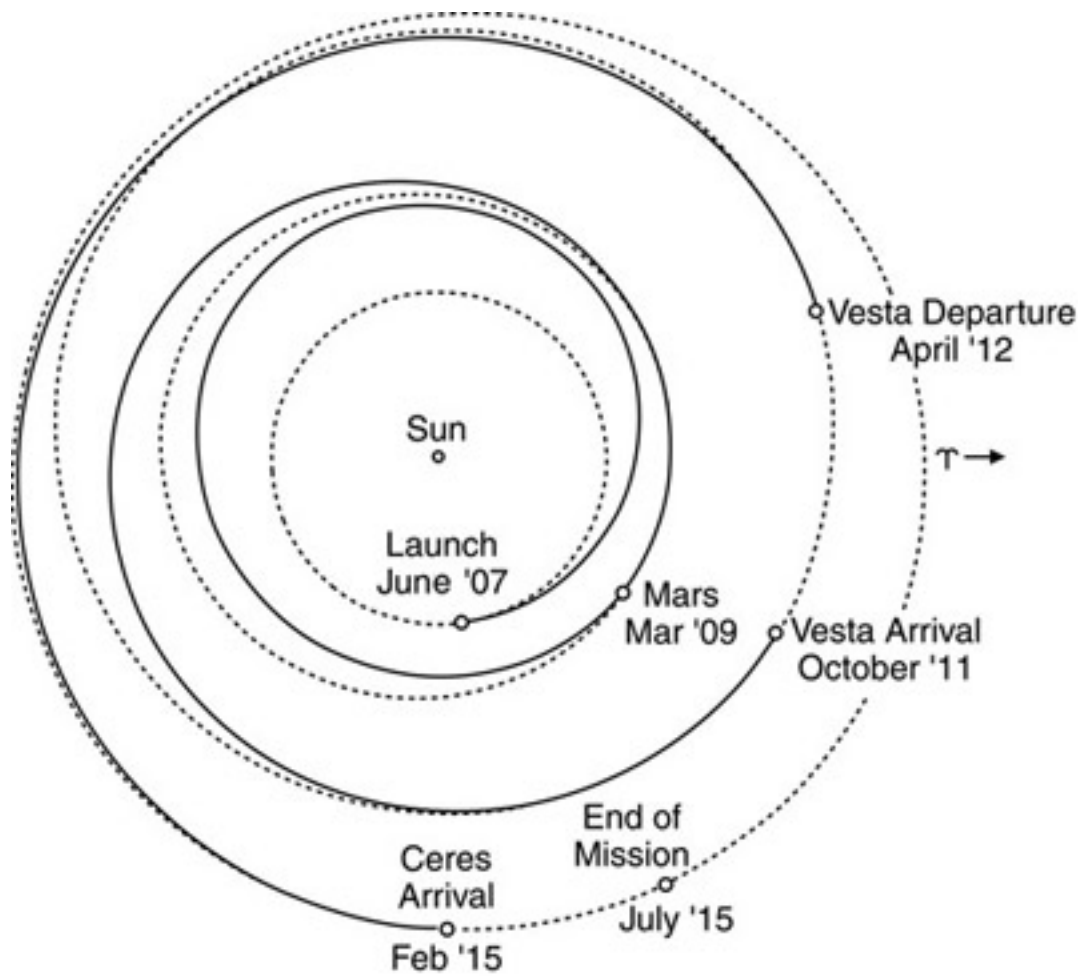 Vesta Departure
April '12
Sun
♈
Launch
June '07
Mars
Mar '09
Vesta Arrival
October '11
End of
Mission
July '15
Ceres
Arrival
Feb '15